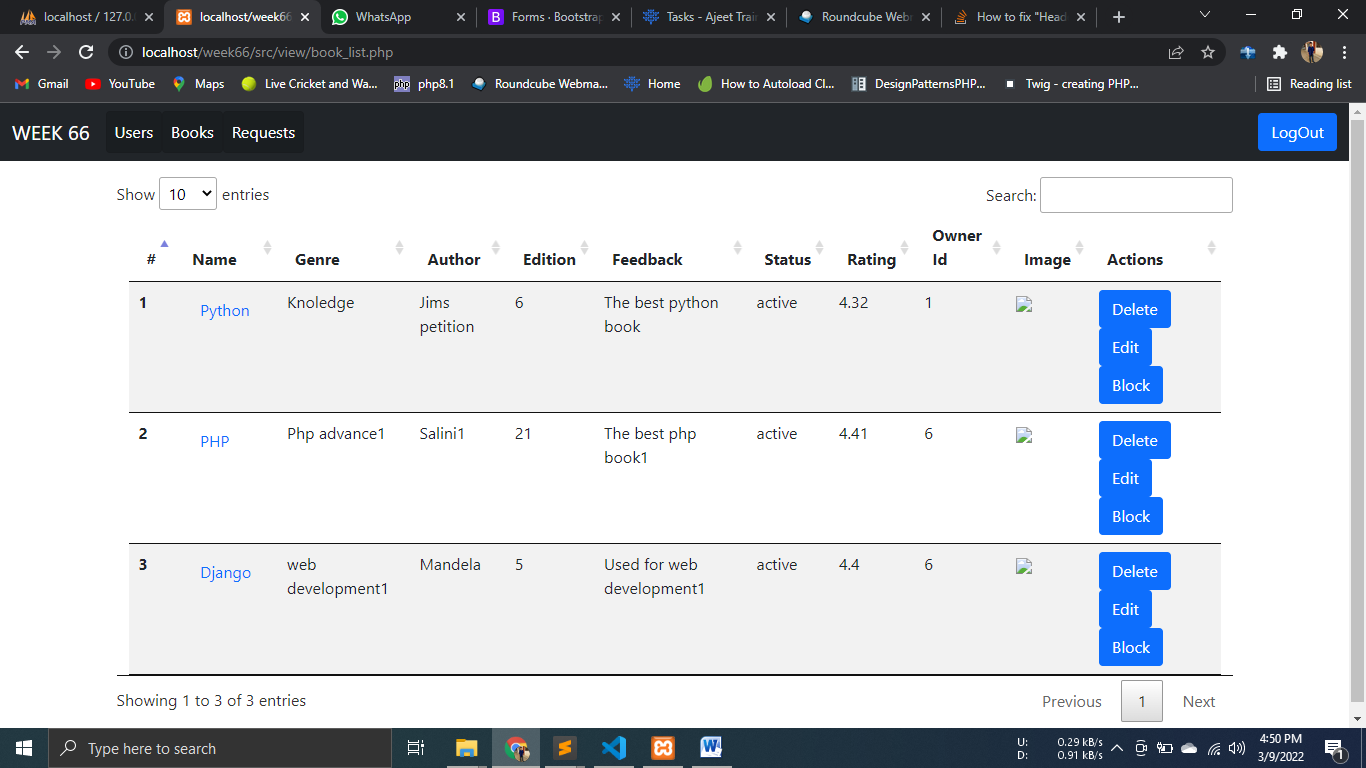 localhost / 127.0.
localhost/week66
WhatsApp
Forms · Bootstrap
Tasks - Ajeet Trai
Roundcube Web
How to fix "Head
localhost/week66/src/view/book_list.php
Gmail YouTube Maps Live Cricket and Wa... php php8.1 Roundcube Webma... Home How to Autoload Cl... DesignPatternsPHP... Twig - creating PHP... Reading list
WEEK 66 Users Books Requests LogOut
Show 10 entries Search:
# Name Genre Author Edition Feedback Status Rating Owner Id Image Actions
1 Python Knoledge Jims petition 6 The best python book active 4.32 1 Delete
Edit
Block
2 PHP Php advance1 Salini1 21 The best php book1 active 4.41 6 Delete
Edit
Block
3 Django web development1 Mandela 5 Used for web development1 active 4.4 6 Delete
Edit
Block
Showing 1 to 3 of 3 entries Previous 1 Next
Type here to search
U: 0.29 kB/s
D: 0.91 kB/s
4:50 PM
3/9/2022
1